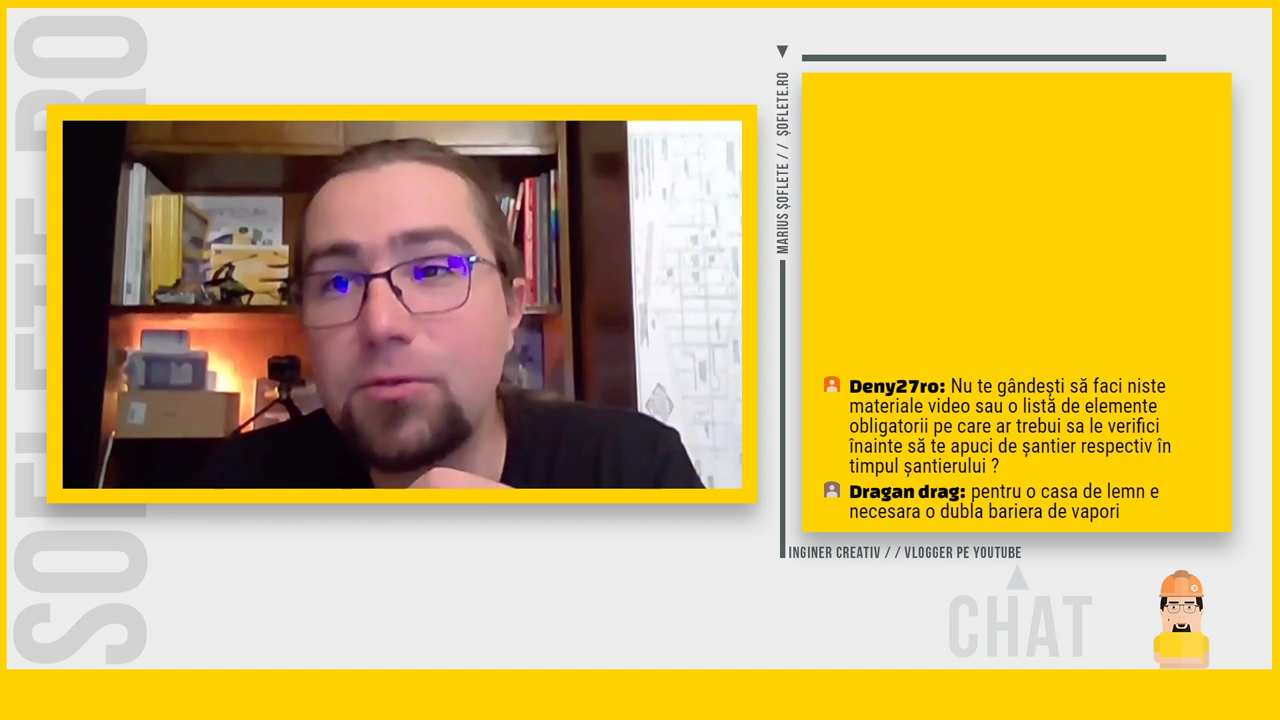 SOFLETE RO
MARIUS ȘOFLETE // ȘOFLETE.RO
Deny27ro: Nu te gândești să faci niste
materiale video sau o listă de elemente
obligatorii pe care ar trebui sa le verifici
înainte să te apuci de șantier respectiv în
timpul șantierului ?
Dragan drag: pentru o casa de lemn e
necesara o dubla bariera de vapori
INGINER CREATIV // VLOGGER PE YOUTUBE
CHAT